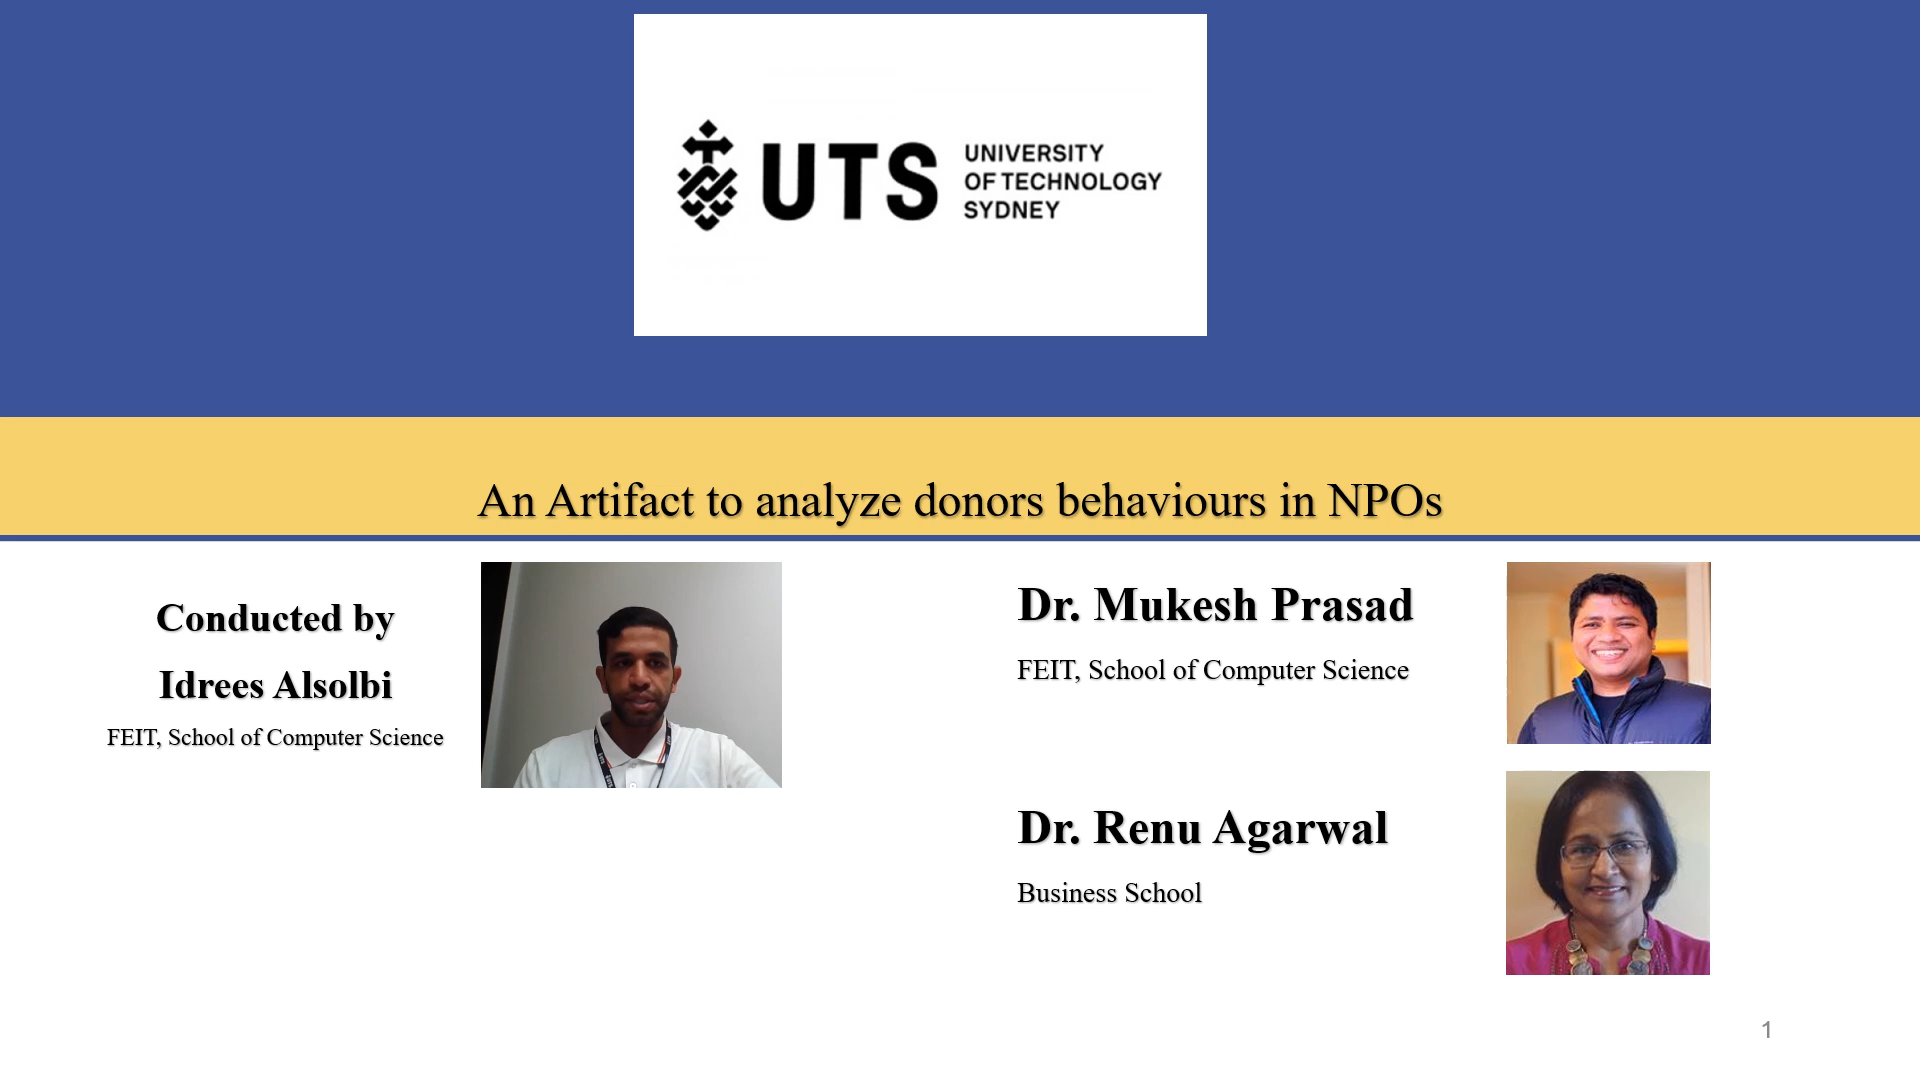 UTS
UNIVERSITY
OF TECHNOLOGY
SYDNEY
An Artifact to analyze donors behaviours in NPOs
Conducted by
Idrees Alsolbi
FEIT, School of Computer Science
Dr. Mukesh Prasad
FEIT, School of Computer Science
Dr. Renu Agarwal
Business School
1